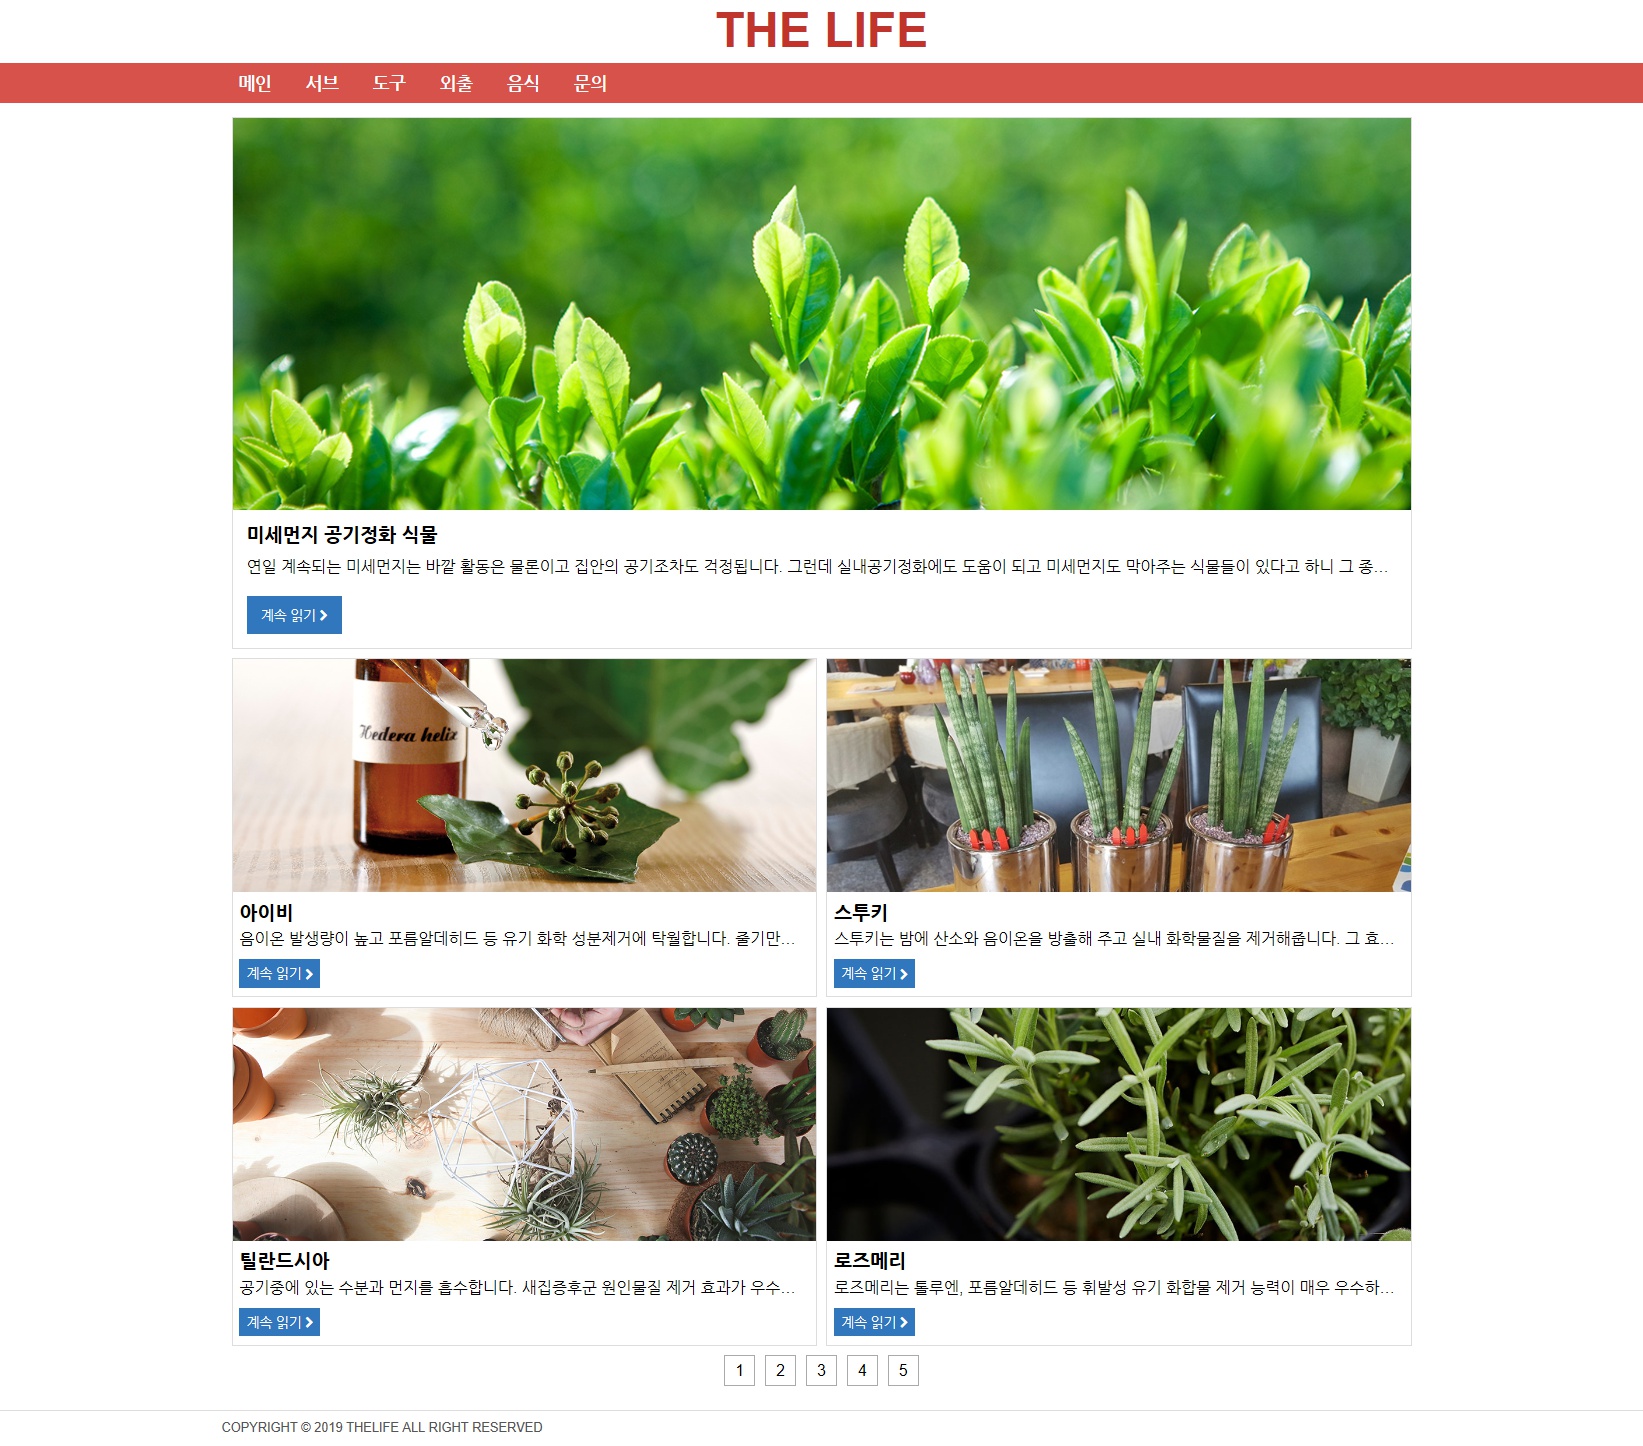 THE LIFE
메인 서브 도구 외출 음식 문의
미세먼지 공기정화 식물
연일 계속되는 미세먼지는 바깥 활동은 물론이고 집안의 공기조차도 걱정됩니다. 그런데 실내공기정화에도 도움이 되고 미세먼지도 막아주는 식물들이 있다고 하니 그 종...
계속 읽기
Hedera helix
아이비
음이온 발생량이 높고 포름알데히드 등 유기 화학 성분제거에 탁월합니다. 줄기만...
계속 읽기
스투키
스투키는 밤에 산소와 음이온을 방출해 주고 실내 화학물질을 제거해줍니다. 그 효...
계속 읽기
틸란드시아
공기중에 있는 수분과 먼지를 흡수합니다. 새집증후군 원인물질 제거 효과가 우수...
계속 읽기
로즈메리
로즈메리는 톨루엔, 포름알데히드 등 휘발성 유기 화합물 제거 능력이 매우 우수하...
계속 읽기
1 2 3 4 5
COPYRIGHT © 2019 THELIFE ALL RIGHT RESERVED